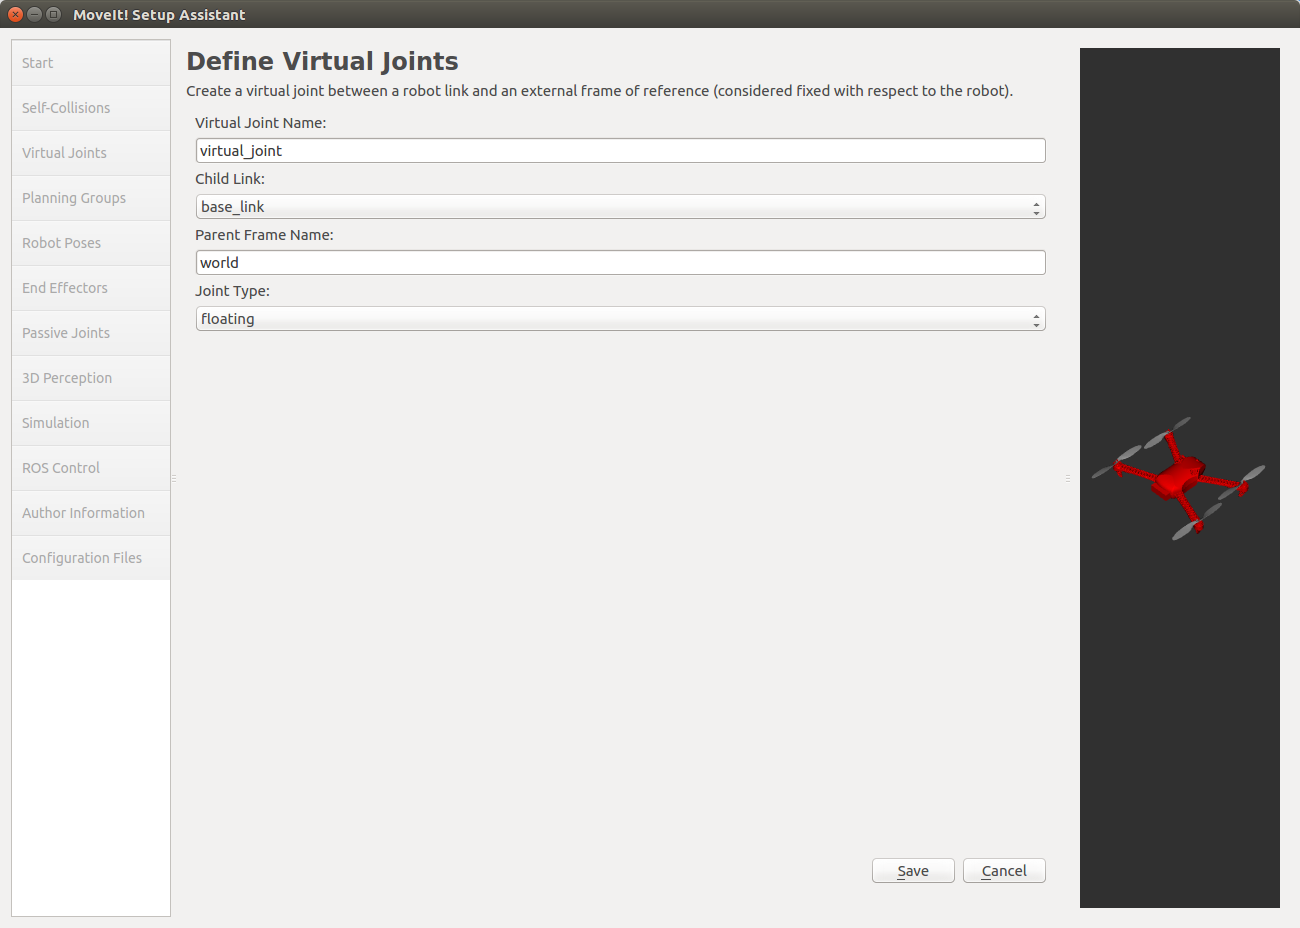 MoveIt! Setup Assistant
Start
Self-Collisions
Virtual Joints
Planning Groups
Robot Poses
End Effectors
Passive Joints
3D Perception
Simulation
ROS Control
Author Information
Configuration Files
Define Virtual Joints
Create a virtual joint between a robot link and an external frame of reference (considered fixed with respect to the robot).
Virtual Joint Name:
virtual_joint
Child Link:
base_link
Parent Frame Name:
world
Joint Type:
floating
Save
Cancel